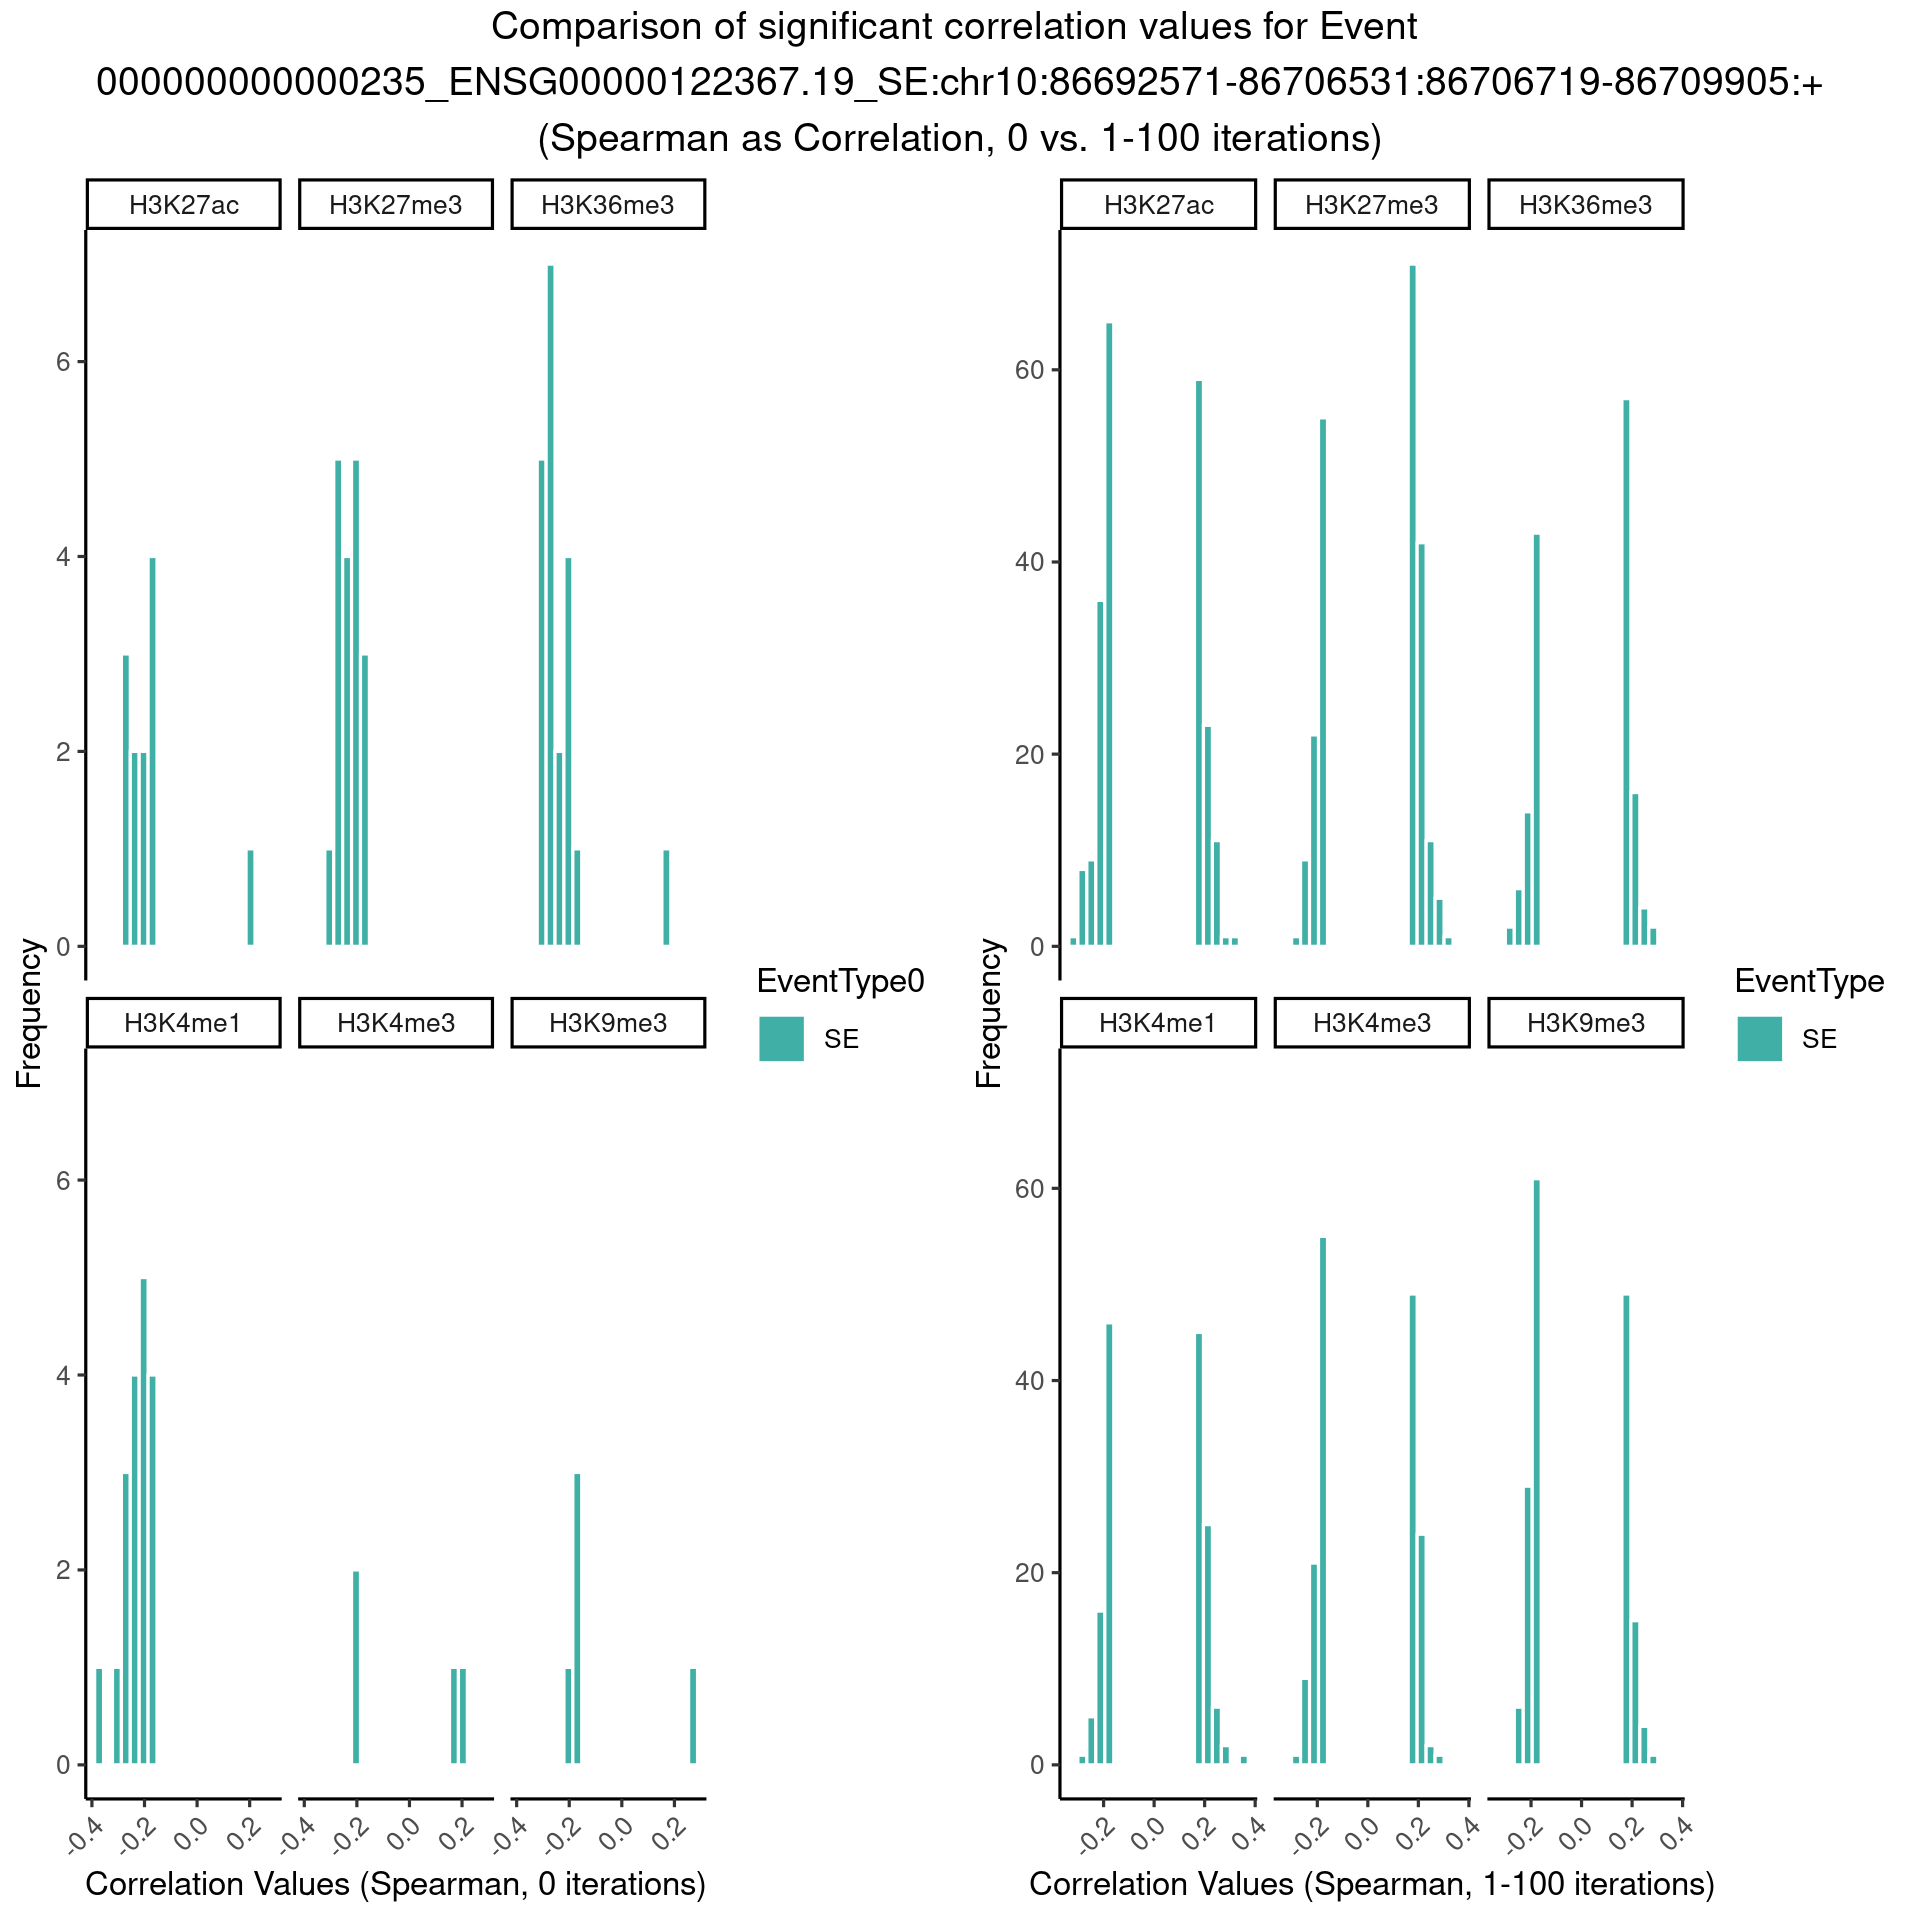 Comparison of significant correlation values for Event
000000000000235_ENSG00000122367.19_SE:chr10:86692571-86706531:86706719-86709905:+
(Spearman as Correlation, 0 vs. 1-100 iterations)
H3K27ac H3K27me3 H3K36me3
6
4
2
0
H3K4me1 H3K4me3 H3K9me3
6
4
2
0
-0.4 -0.2 0.0 0.2 -0.4 -0.2 0.0 0.2 -0.4 -0.2 0.0 0.2
Frequency
Correlation Values (Spearman, 0 iterations)
EventType0
SE
H3K27ac H3K27me3 H3K36me3
60
40
20
0
H3K4me1 H3K4me3 H3K9me3
60
40
20
0
-0.2 0.0 0.2 0.4 -0.2 0.0 0.2 0.4 -0.2 0.0 0.2 0.4
Frequency
Correlation Values (Spearman, 1-100 iterations)
EventType
SE